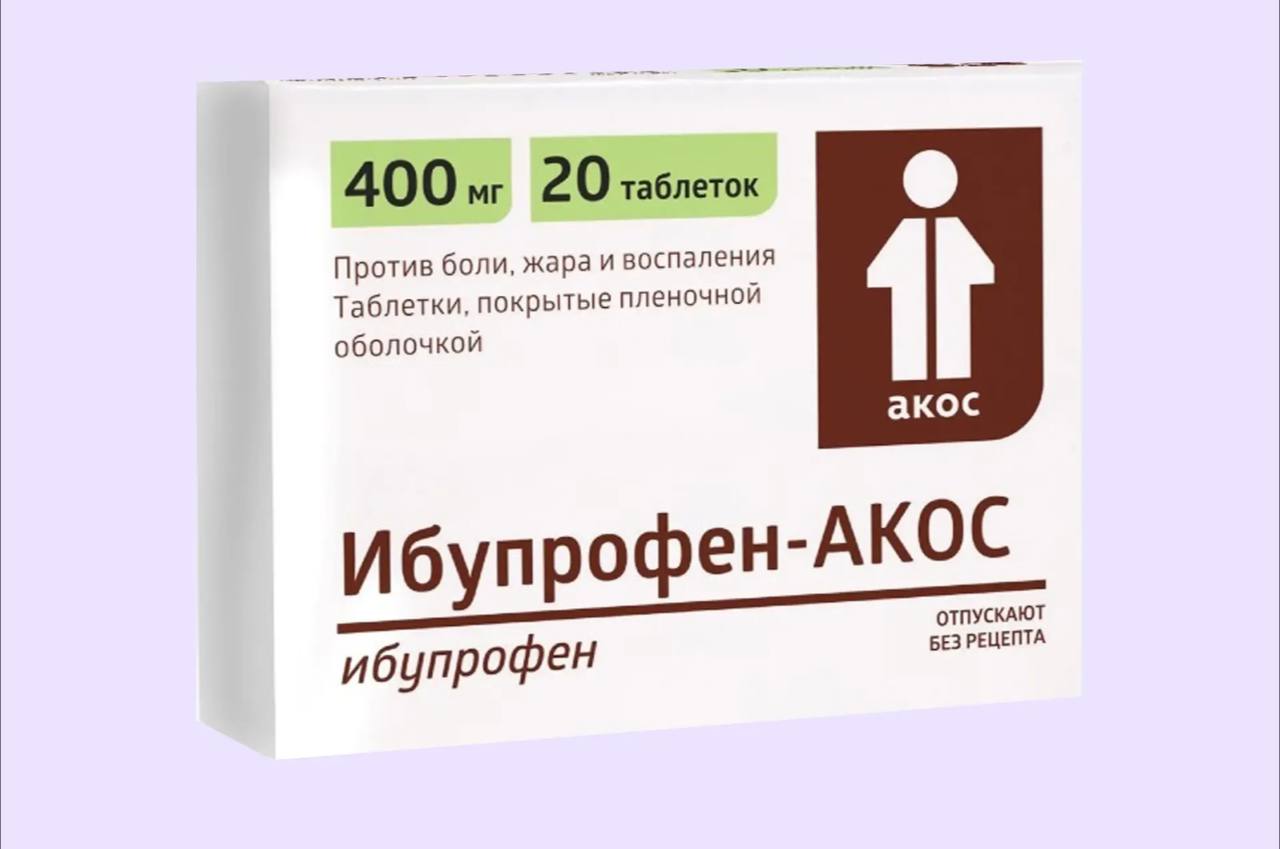 400 мг 20 таблеток
Против боли, жара и воспаления
Таблетки, покрытые пленочной
оболочкой
акос
Ибупрофен-АКОС
ибупрофен
ОТПУСКАЮТ
БЕЗ РЕЦЕПТА